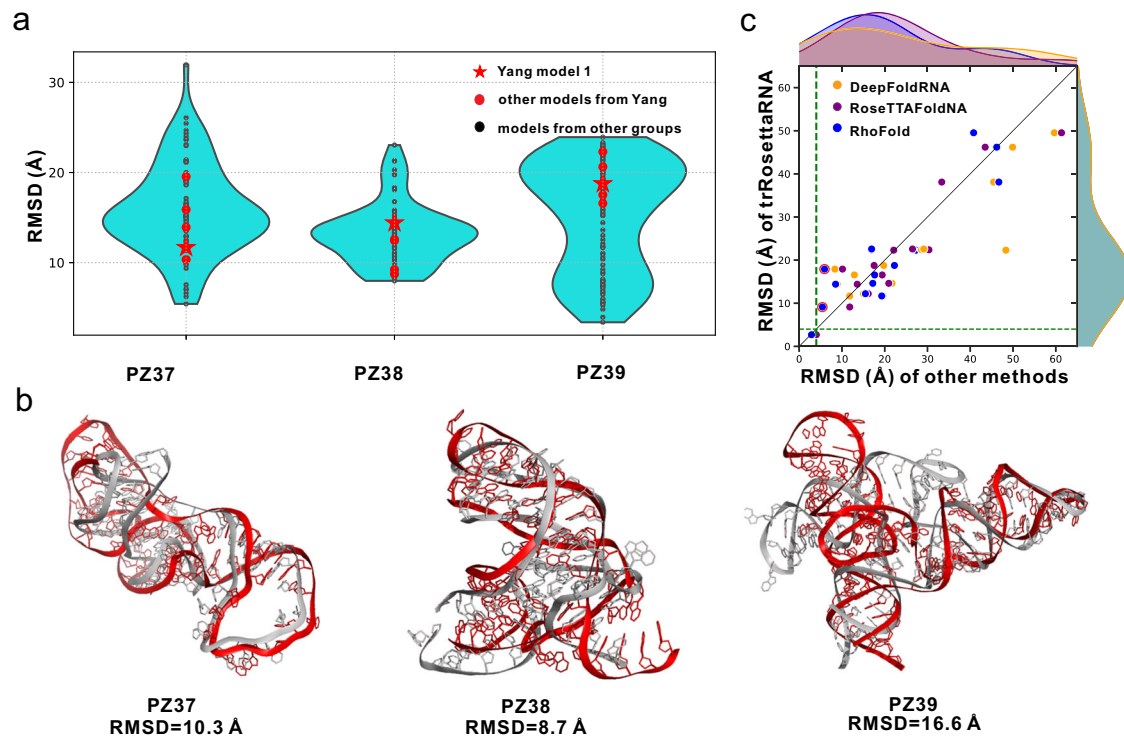 a
RMSD (Å)
30
20
10
Yang model 1
other models from Yang
models from other groups
PZ37
PZ38
PZ39
c
RMSD (Å) of trRosettaRNA
60
50
40
30
20
10
0
DeepFoldRNA
RoseTTAFoldNA
RhoFold
0 10 20 30 40 50 60
RMSD (Å) of other methods
b
PZ37
RMSD=10.3 Å
PZ38
RMSD=8.7 Å
PZ39
RMSD=16.6 Å